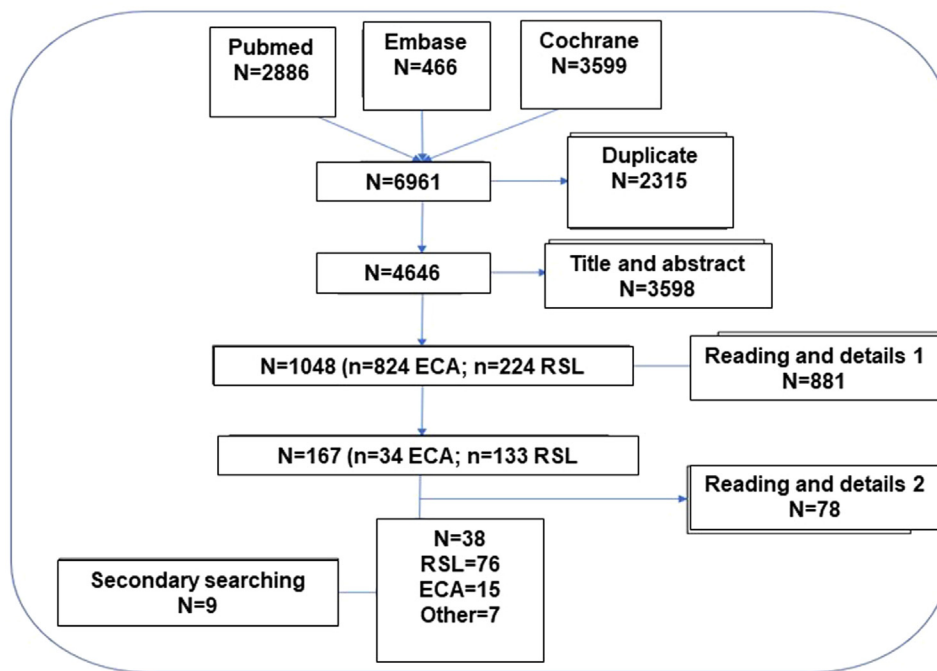 Pubmed
N=2886
Embase
N=466
Cochrane
N=3599
N=6961
Duplicate
N=2315
N=4646
Title and abstract
N=3598
N=1048 (n=824 ECA; n=224 RSL
Reading and details 1
N=881
N=167 (n=34 ECA; n=133 RSL
Reading and details 2
N=78
N=38
RSL=76
ECA=15
Other=7
Secondary searching
N=9